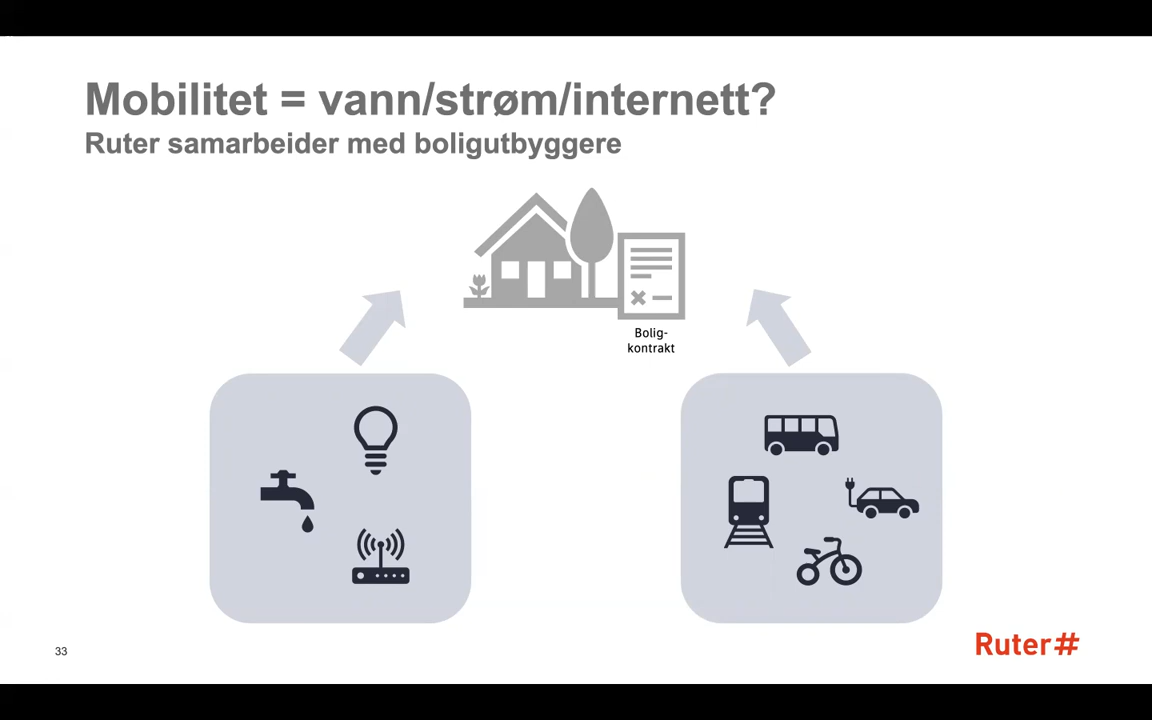 Mobilitet = vann/strøm/internett?
Ruter samarbeider med boligutbyggere
Bolig-
kontrakt
33
Ruter#